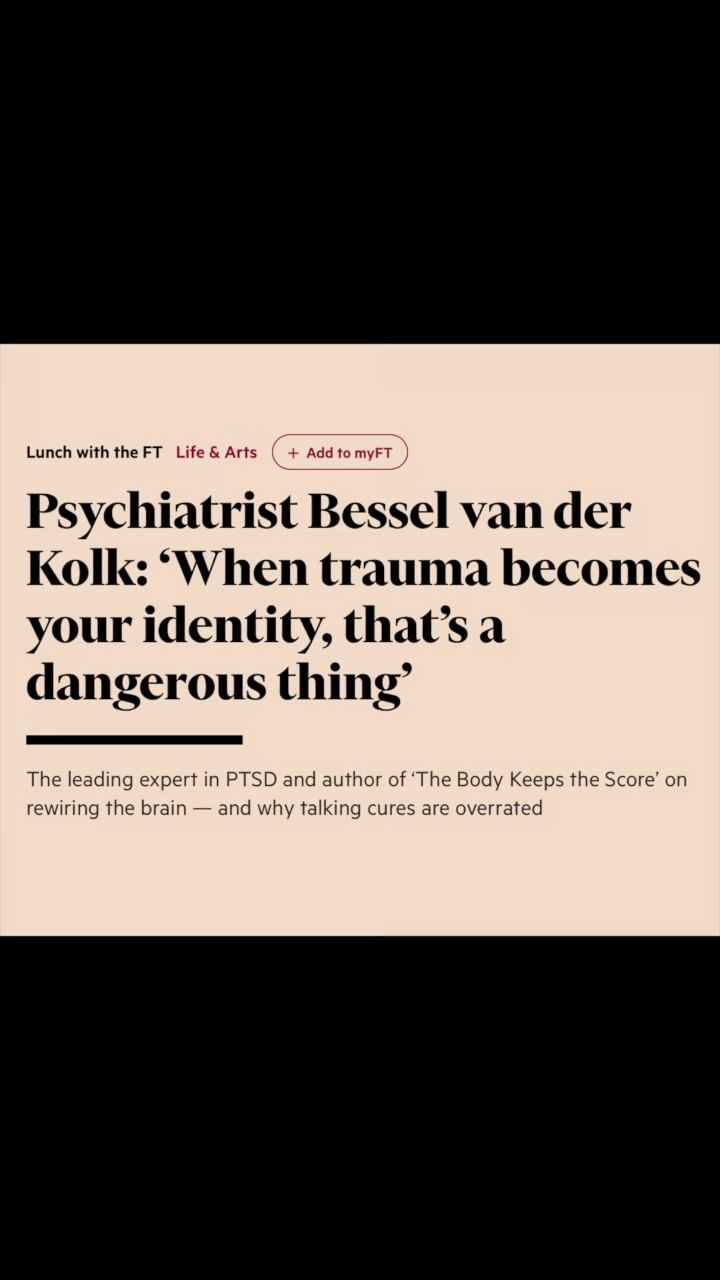 Lunch with the FT Life & Arts + Add to myFT
Psychiatrist Bessel van der
Kolk: ‘When trauma becomes
your identity, that’s a
dangerous thing’
The leading expert in PTSD and author of ‘The Body Keeps the Score’ on
rewiring the brain — and why talking cures are overrated